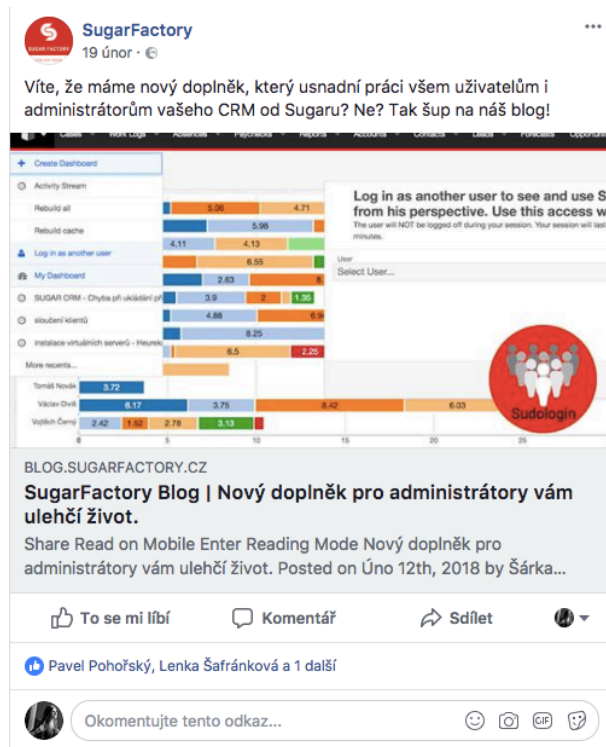 SugarFactory
19 únor
SUGAR FACTORY
Víte, že máme nový doplněk, který usnadní práci všem uživatelům i
administrátorům vašeho CRM od Sugaru? Ne? Tak šup na náš blog!
Cases Work Logs Absences Paychecks Reports Accounts Contacts Leads Forecasts Opportun
Create Dashboard
Activity Stream
Rebuild all
Rebuild cache
Log in as another user
My Dashboard
SUGAR CRM - Chyba při ukládání př
sloučení klientů
instalace virtuálních serverů - Heurek
More recents...
5.06 4.71
5.98
4.11 4.13
6.55
2.63 8.
3.9 2 1.35
4.88 6.9
8.25
6.5 2.25
Log in as another user to see and use S
from his perspective. Use this access w
The user will NOT be logged off during your session. Your session will last
minutes.
User
Select User...
Sudologin
Tomáš Novák 3.72
Václav Diviš 6.17 3.75 8.42 6.03
Vojtěch Černý 2.42 1.52 2.78 3.13
0 5 10 15 20 25
BLOG.SUGARFACTORY.CZ
SugarFactory Blog | Nový doplněk pro administrátory vám
ulehčí život.
Share Read on Mobile Enter Reading Mode Nový doplněk pro
administrátory vám ulehčí život. Posted on Úno 12th, 2018 by Šárka...
To se mi líbí Komentář Sdílet
Pavel Pohořský, Lenka Šafránková a 1 další
Okomentujte tento odkaz...
GIF